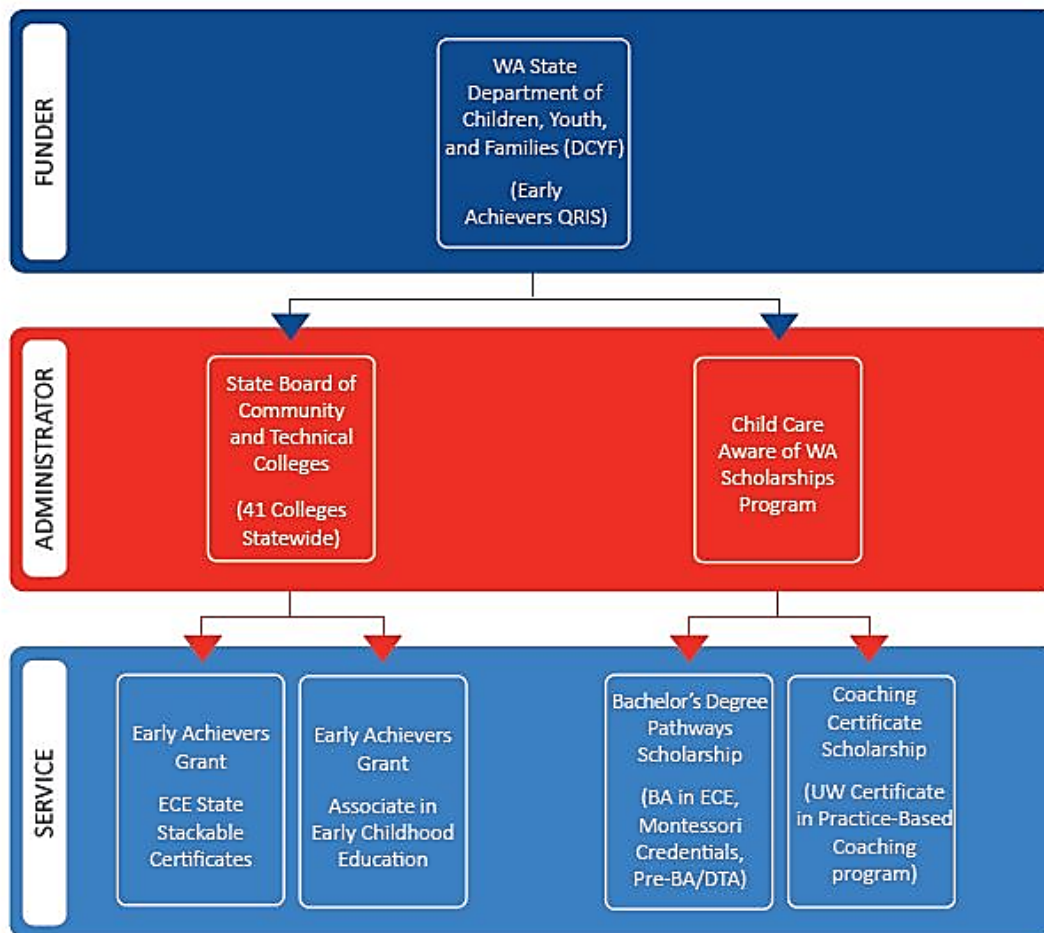 FUNDER
WA State
Department of
Children, Youth,
and Families (DCYF)
(Early
Achievers QRIS)
ADMINISTRATOR
State Board of
Community
and Technical
Colleges
(41 Colleges
Statewide)
Child Care
Aware of WA
Scholarships
Program
SERVICE
Early Achievers
Grant
ECE State
Stackable
Certificates
Early Achievers
Grant
Associate in
Early Childhood
Education
Bachelor’s Degree
Pathways
Scholarship
(BA in ECE,
Montessori
Credentials,
Pre-BA/DTA)
Coaching
Certificate
Scholarship
(UW Certificate
in Practice-Based
Coaching
program)